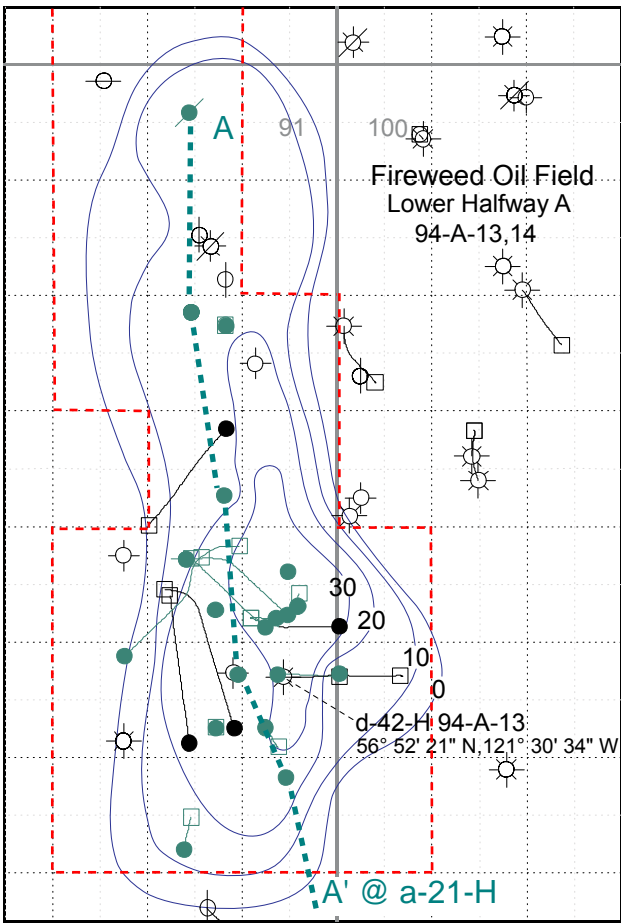 A
91
100
Fireweed Oil Field
Lower Halfway A
94-A-13,14
30
20
10
0
d-42-H 94-A-13
56° 52' 21" N,121° 30' 34" W
A' @ a-21-H